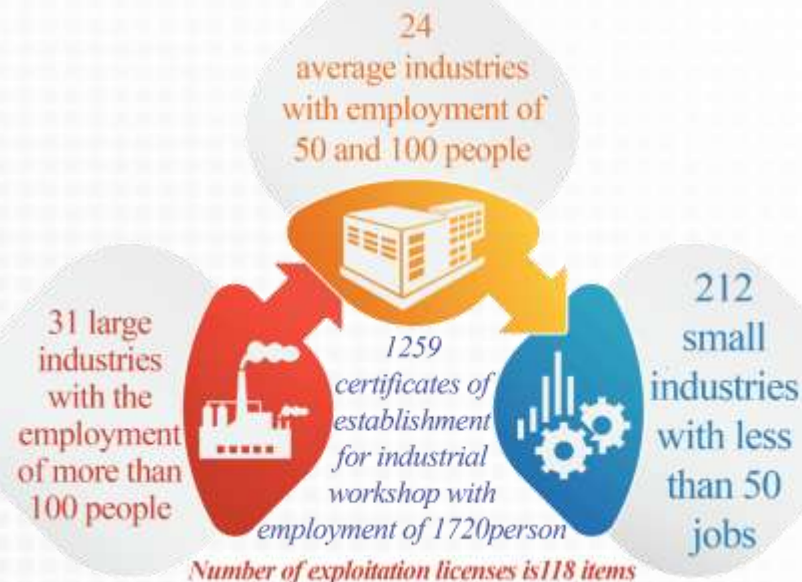 24
average industries
with employment of
50 and 100 people
31 large
industries
with the
employment
of more than
100 people
1259
certificates of
establishment
for industrial
workshop with
employment of 1720person
212
small
industries
with less
than 50
jobs
Number of exploitation licenses is118 items